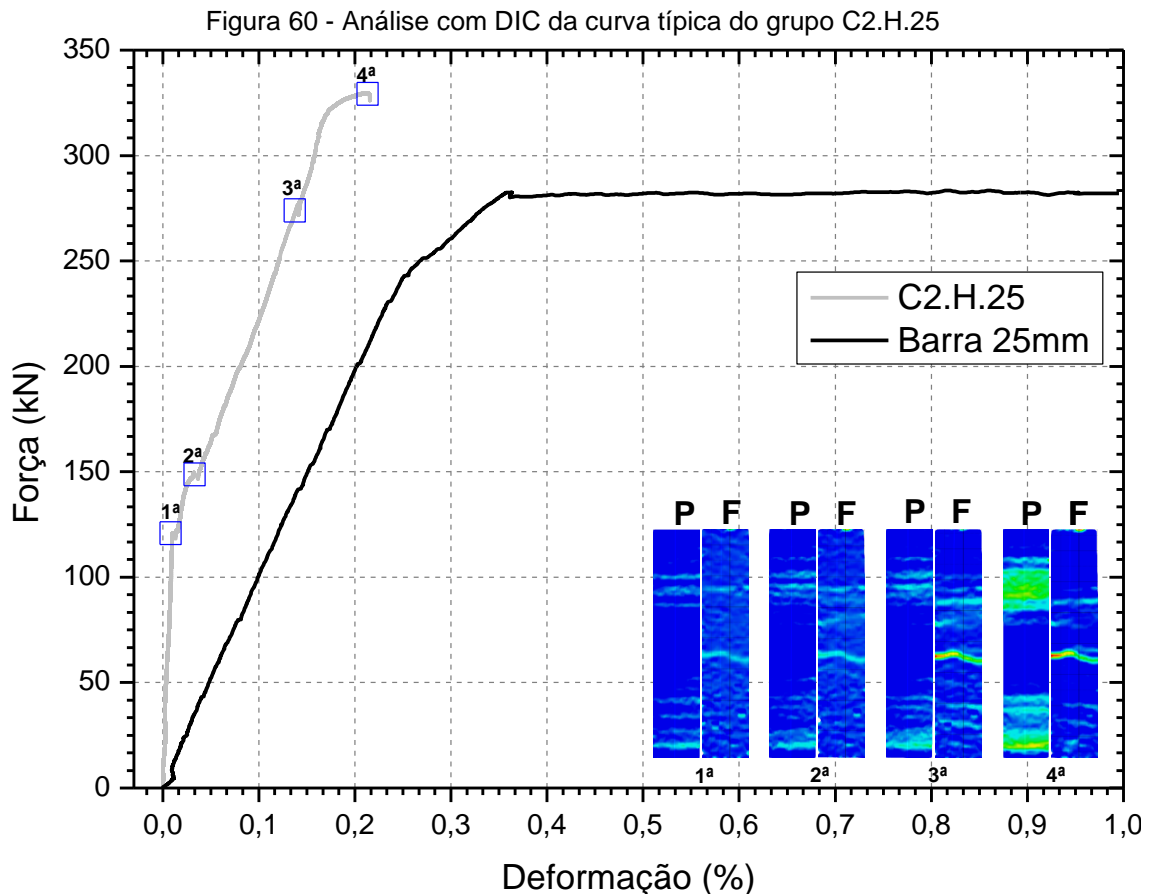 Figura 60 - Análise com DIC da curva típica do grupo C2.H.25
350
300
250
200
150
100
50
0
Força (kN)
4ª
3ª
2ª
1ª
C2.H.25
Barra 25mm
P F P F P F P F
1ª 2ª 3ª 4ª
0,0 0,1 0,2 0,3 0,4 0,5 0,6 0,7 0,8 0,9 1,0
Deformação (%)